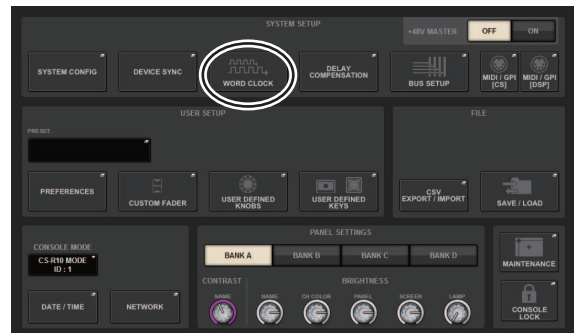 SYSTEM SETUP
+48V MASTER
OFF
ON
SYSTEM CONFIG
DEVICE SYNC
WORD CLOCK
DELAY
COMPENSATION
BUS SETUP
MIDI / GPI
[CS]
MIDI / GPI
[DSP]
USER SETUP
FILE
PRESET
PREFERENCES
CUSTOM FADER
USER DEFINED
KNOBS
USER DEFINED
KEYS
CSV
EXPORT / IMPORT
SAVE / LOAD
CONSOLE MODE
CS-R10 MODE
ID : 1
DATE / TIME
NETWORK
PANEL SETTINGS
BANK A
BANK B
BANK C
BANK D
CONTRAST
BRIGHTNESS
NAME
NAME
CH COLOR
PANEL
SCREEN
LAMP
MAINTENANCE
CONSOLE
LOCK